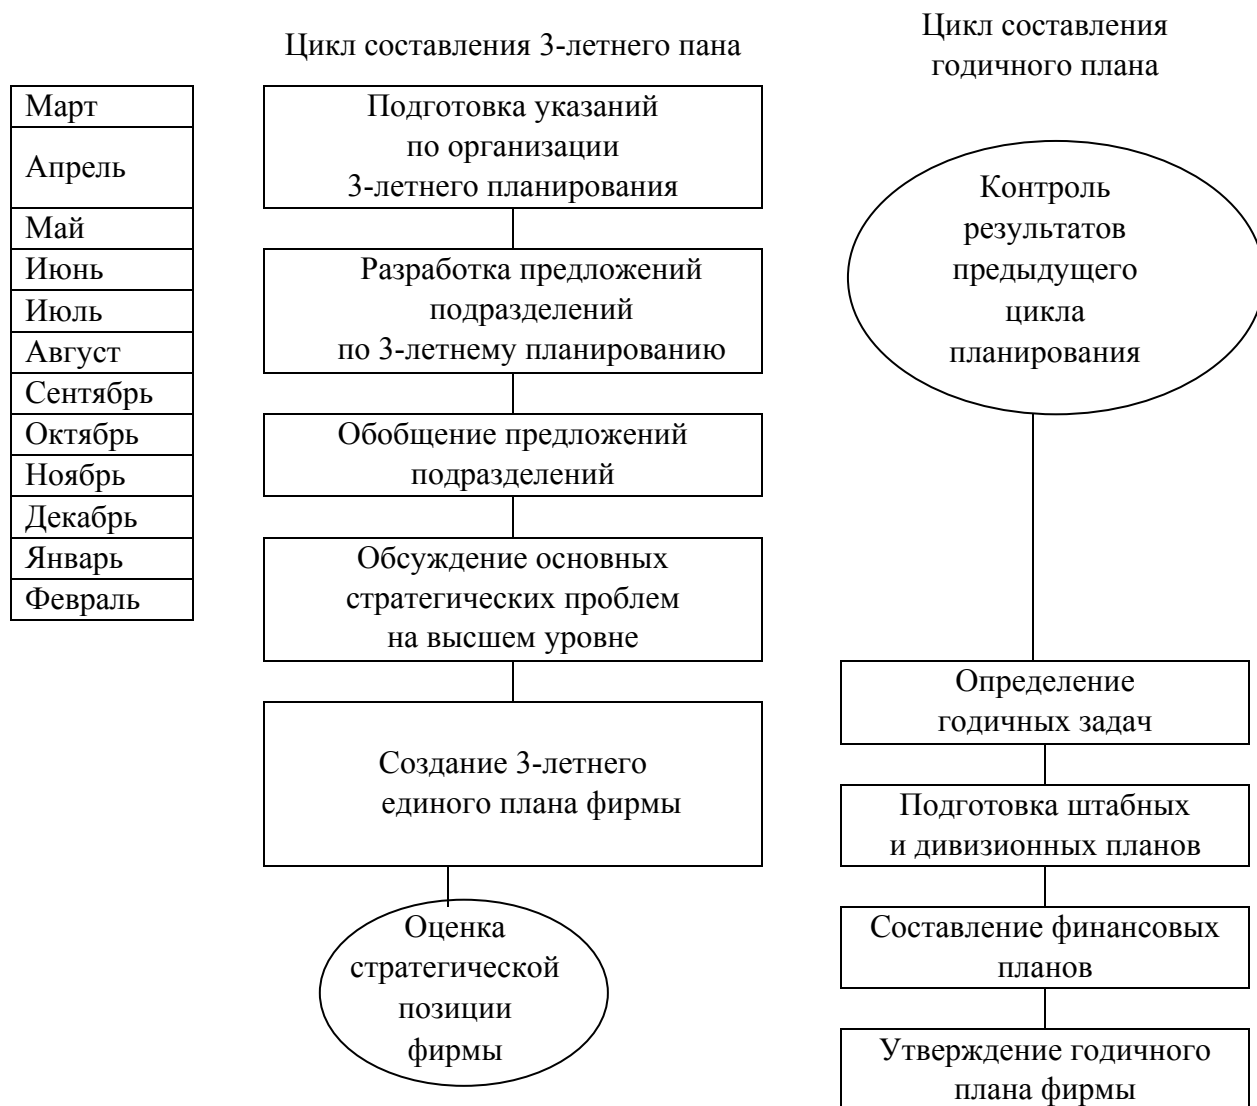 Цикл составления 3-летнего пана
Цикл составления
годичного плана
Март
Апрель
Май
Июнь
Июль
Август
Сентябрь
Октябрь
Ноябрь
Декабрь
Январь
Февраль
Подготовка указаний
по организации
3-летнего планирования
Разработка предложений
подразделений
по 3-летнему планированию
Обобщение предложений
подразделений
Обсуждение основных
стратегических проблем
на высшем уровне
Создание 3-летнего
единого плана фирмы
Оценка
стратегической
позиции
фирмы
Контроль
результатов
предыдущего
цикла
планирования
Определение
годичных задач
Подготовка штабных
и дивизионных планов
Составление финансовых
планов
Утверждение годичного
плана фирмы